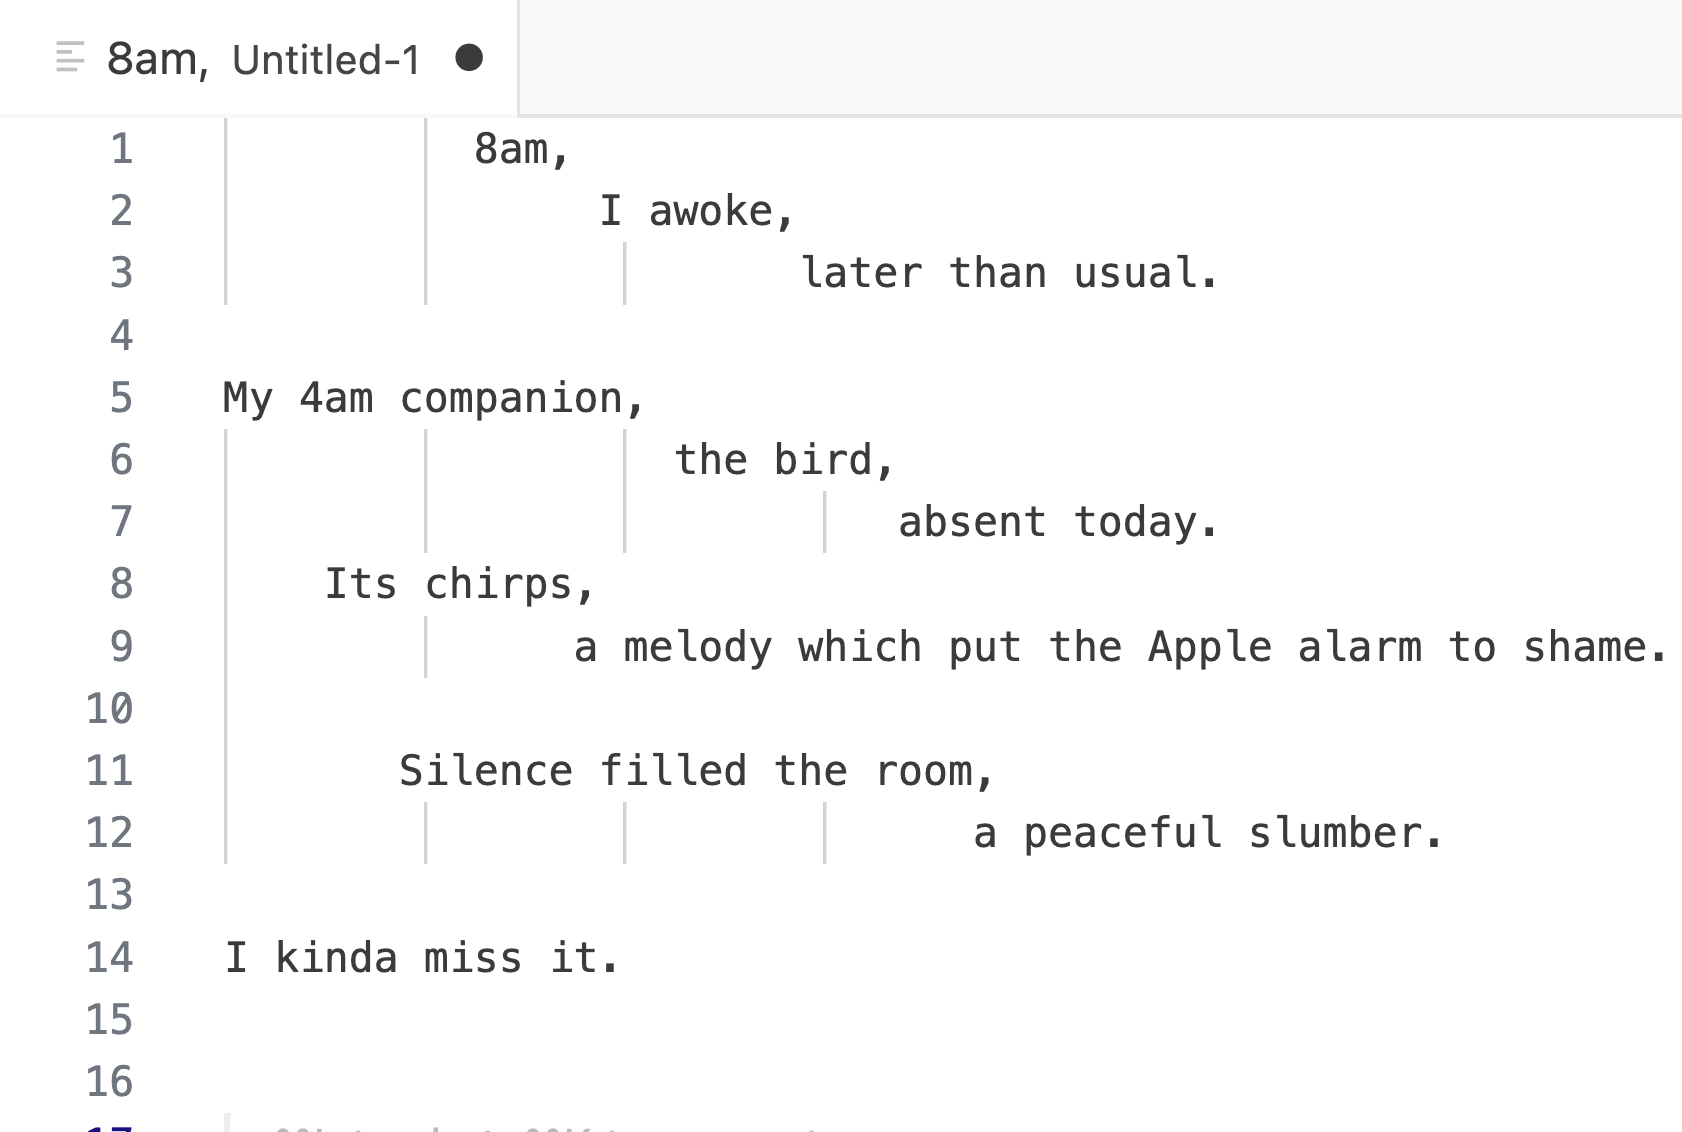 8am, Untitled-1
1 8am,
2 I awoke,
3 later than usual.
4
5 My 4am companion,
6 the bird,
7 absent today.
8 Its chirps,
9 a melody which put the Apple alarm to shame.
10
11 Silence filled the room,
12 a peaceful slumber.
13
14 I kinda miss it.
15
16
17